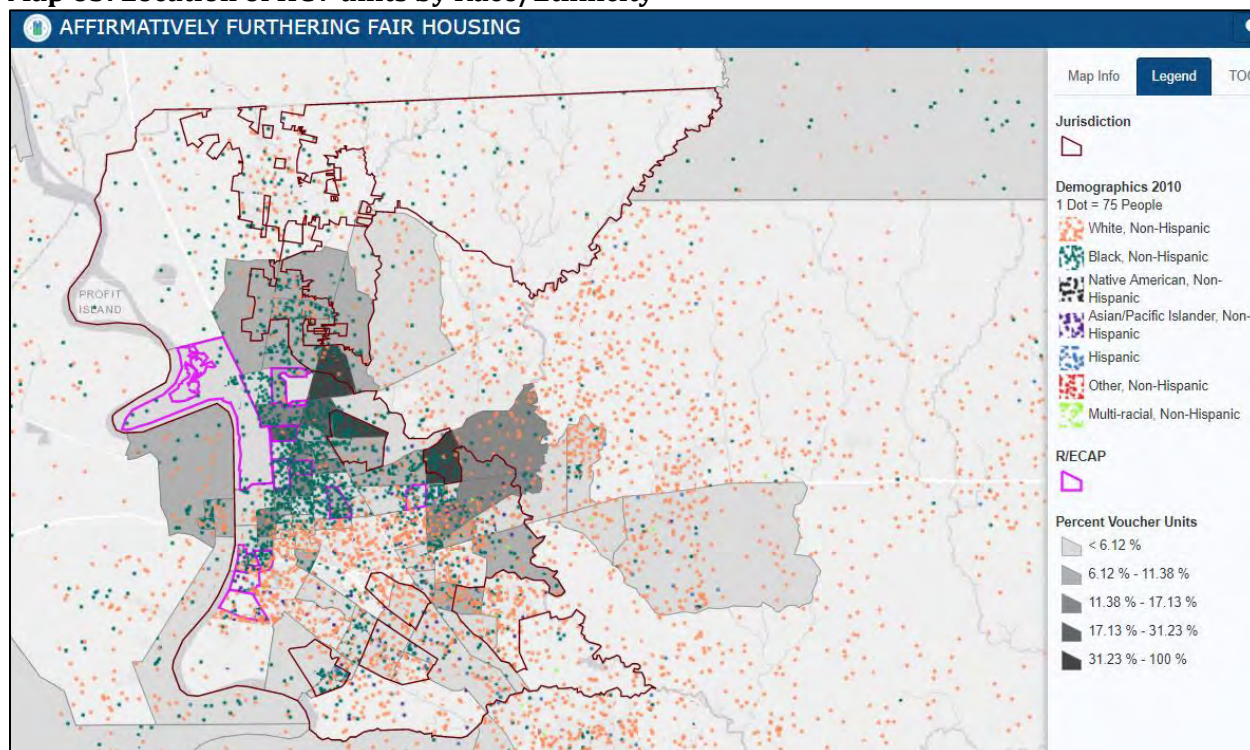 AFFIRMATIVELY FURTHERING FAIR HOUSING
Map Info
Legend
PROFIT
ISLAND
Jurisdiction
Demographics 2010
1 Dot = 75 People
White, Non-Hispanic
Black, Non-Hispanic
Native American, Non-
Hispanic
Asian/Pacific Islander, Non-
Hispanic
Hispanic
Other, Non-Hispanic
Multi-racial, Non-Hispanic
R/ECAP
Percent Voucher Units
< 6.12 %
6.12 % - 11.38 %
11.38 % - 17.13 %
17.13 % - 31.23 %
31.23 % - 100 %